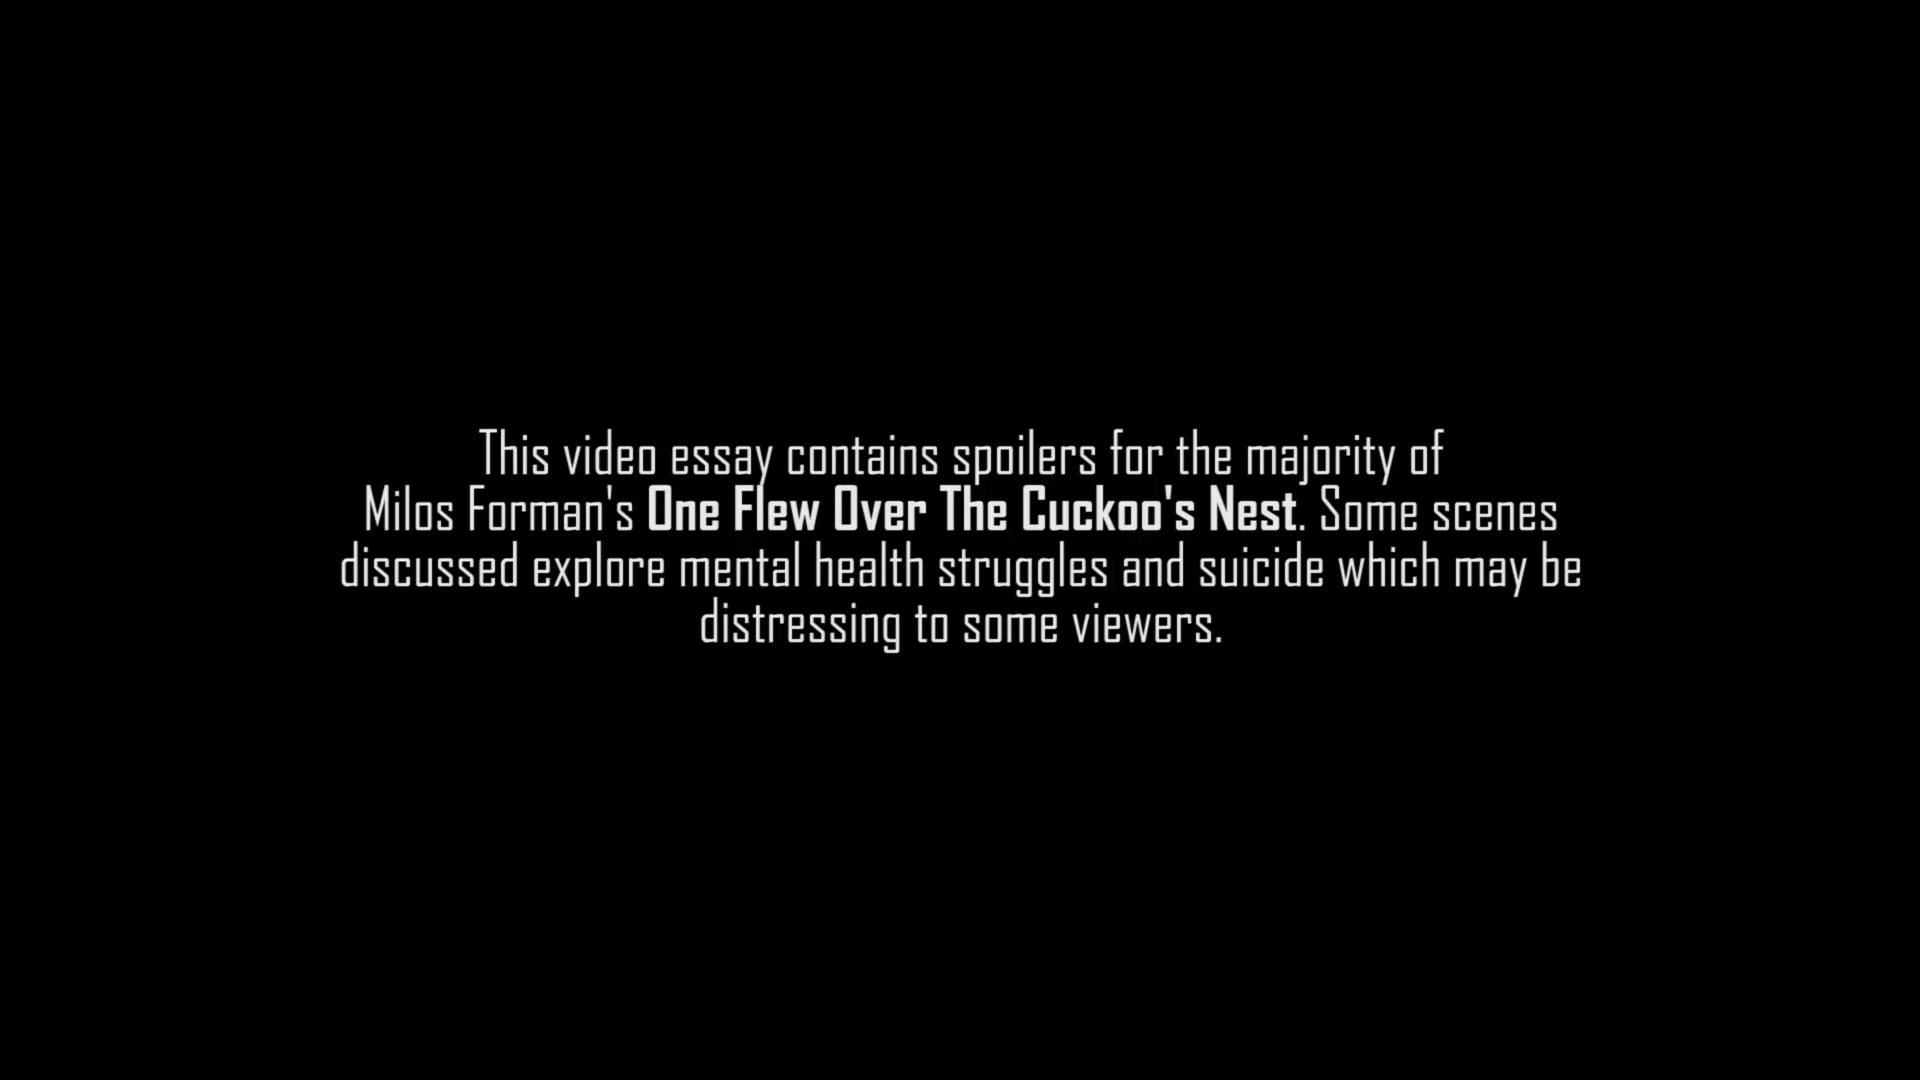 This video essay contains spoilers for the majority of
Milos Forman's One Flew Over The Cuckoo's Nest. Some scenes
discussed explore mental health struggles and suicide which may be
distressing to some viewers.